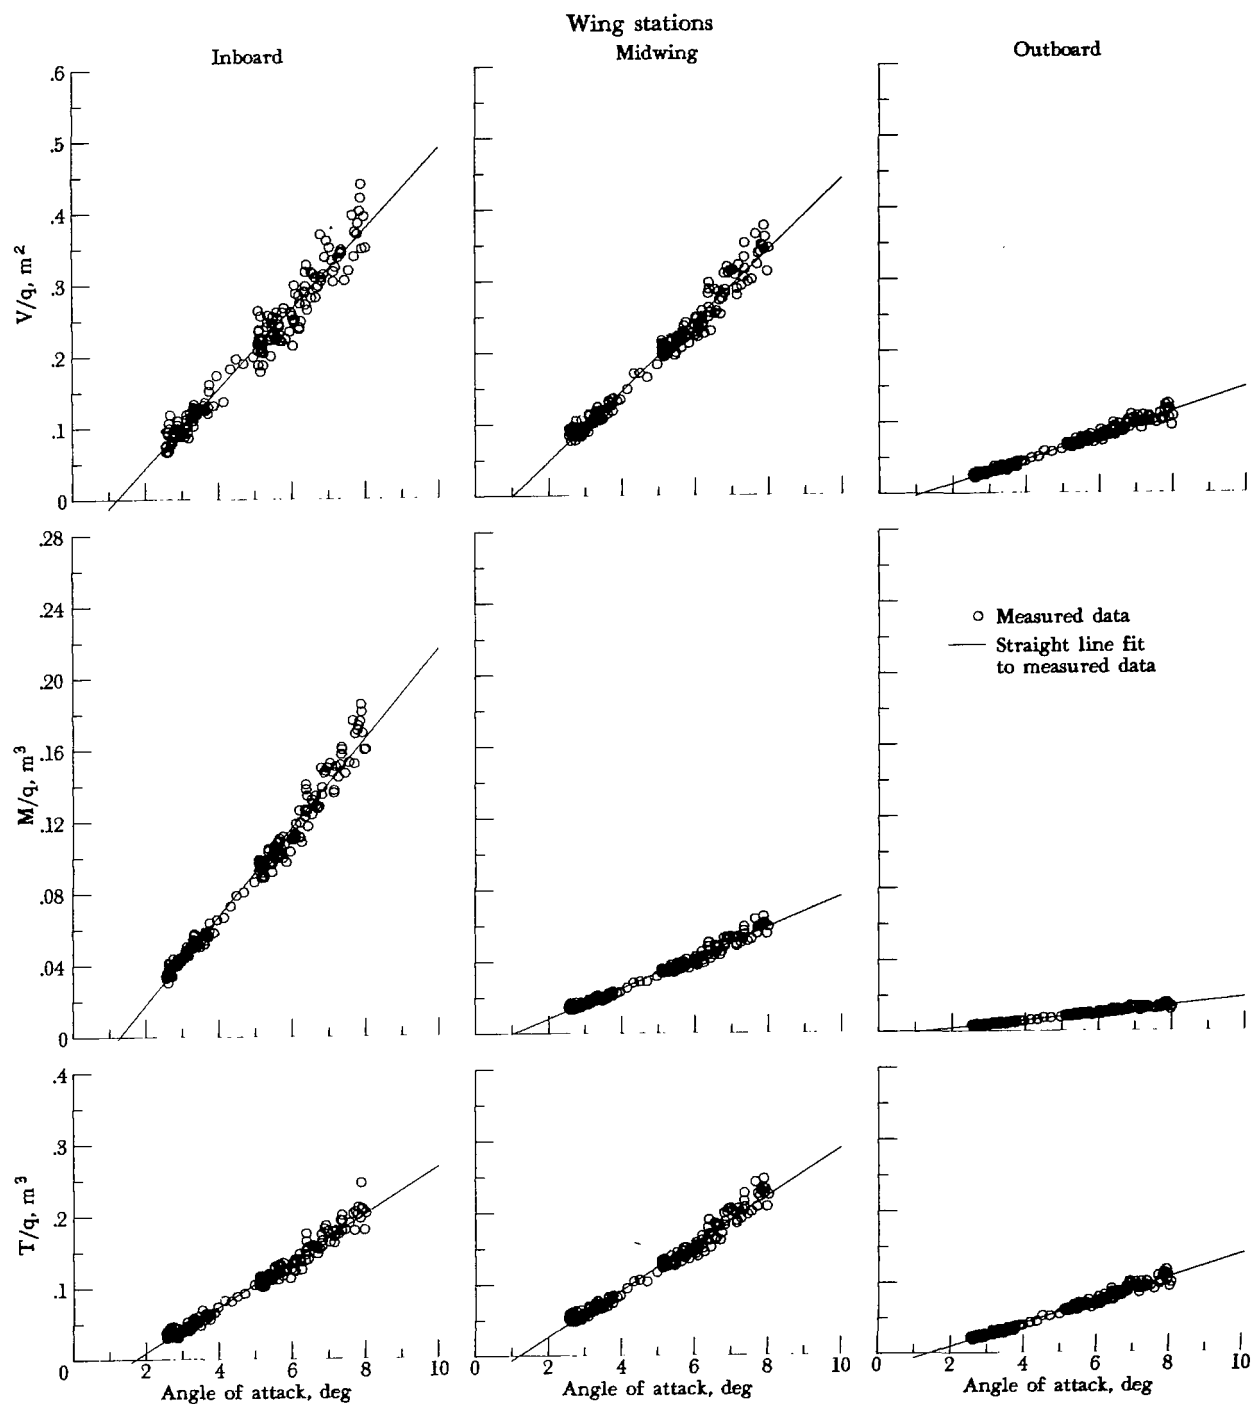 Wing stations
Inboard
Midwing
Outboard
.6
.5
.4
.3
.2
.1
0
V/q, m²
.28
.24
.20
.16
.12
.08
.04
0
M/q, m³
Measured data
Straight line fit
to measured data
.4
.3
.2
.1
0
T/q, m³
0 2 4 6 8 10
0 2 4 6 8 10
0 2 4 6 8 10
Angle of attack, deg
Angle of attack, deg
Angle of attack, deg